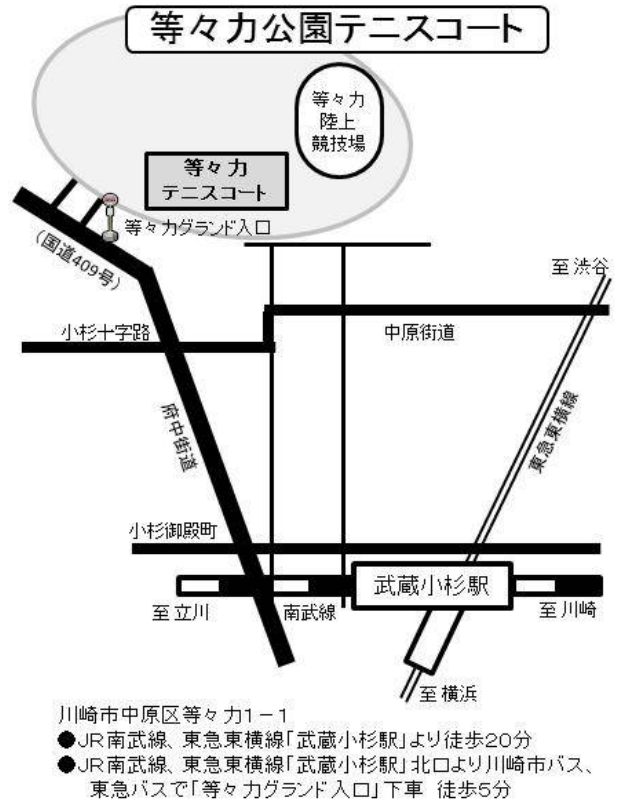 等々力公園テニスコート
等々力
陸上
競技場
等々力
テニスコート
等々力グランド入口
(国道409号)
至渋谷
小杉十字路
中原街道
府中街道
東急東横線
小杉御殿町
武蔵小杉駅
至立川
南武線
至川崎
至横浜
川崎市中原区等々力1-1
●JR南武線、東急東横線「武蔵小杉駅」より徒歩20分
●JR南武線、東急東横線「武蔵小杉駅」北口より川崎市バス、
東急バスで「等々力グランド入口」下車 徒歩5分